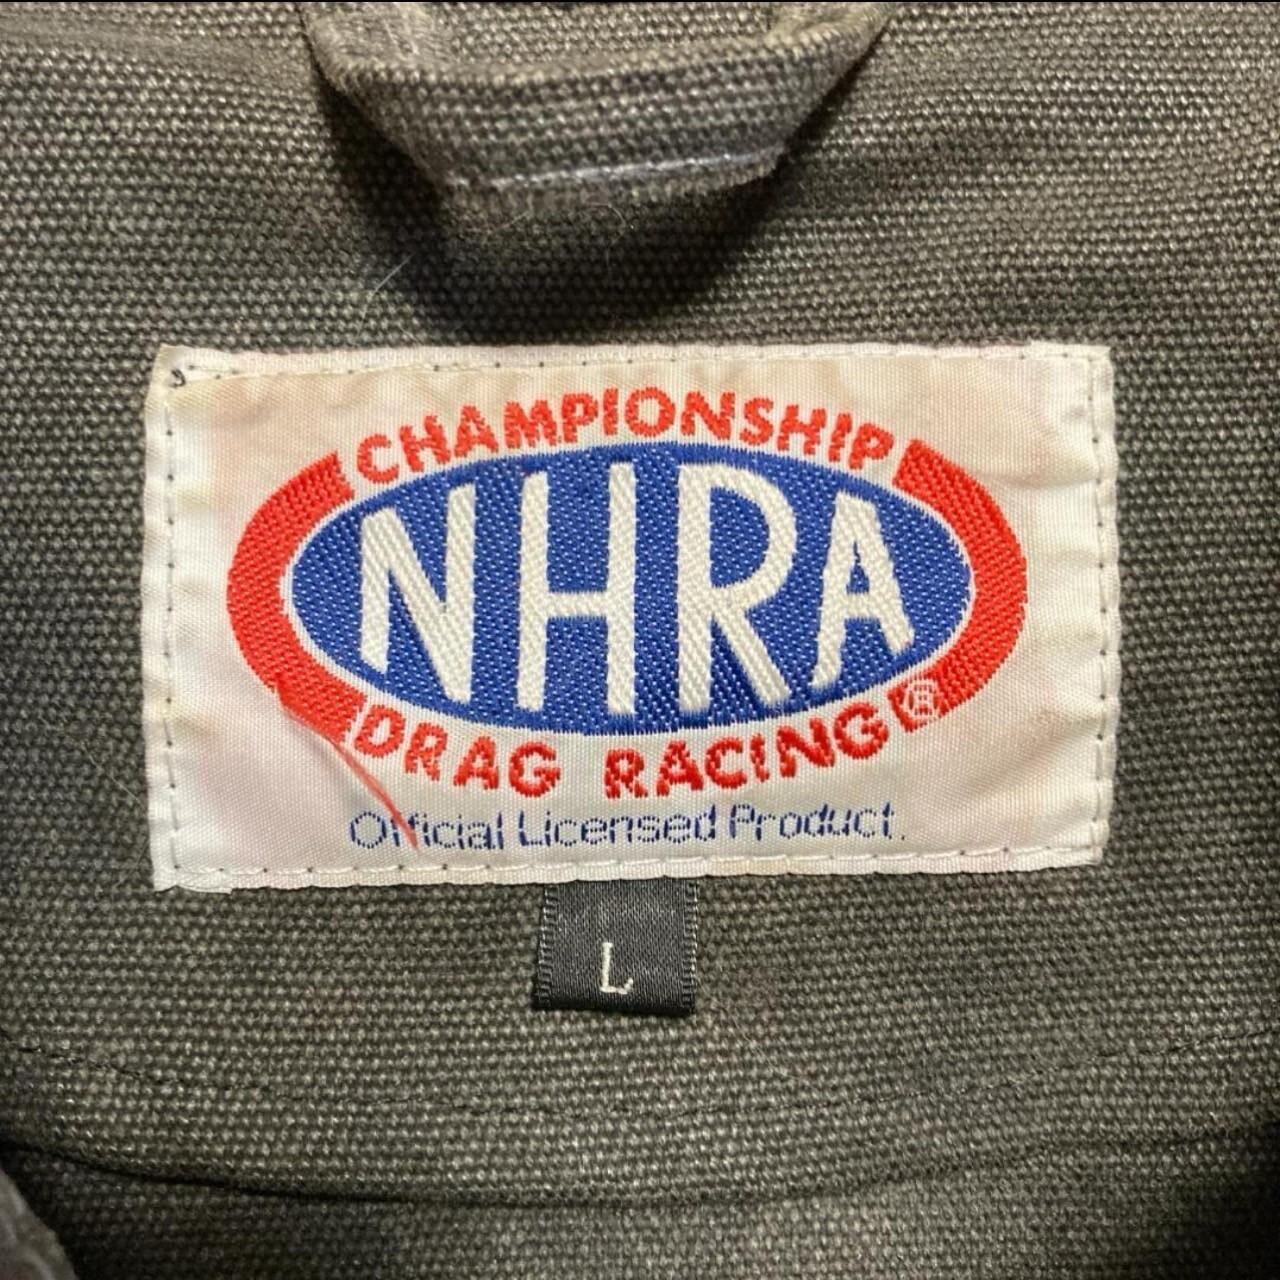 CHAMPIONSHIP
NHRA
DRAG RACING®
Official Licensed Product.
L